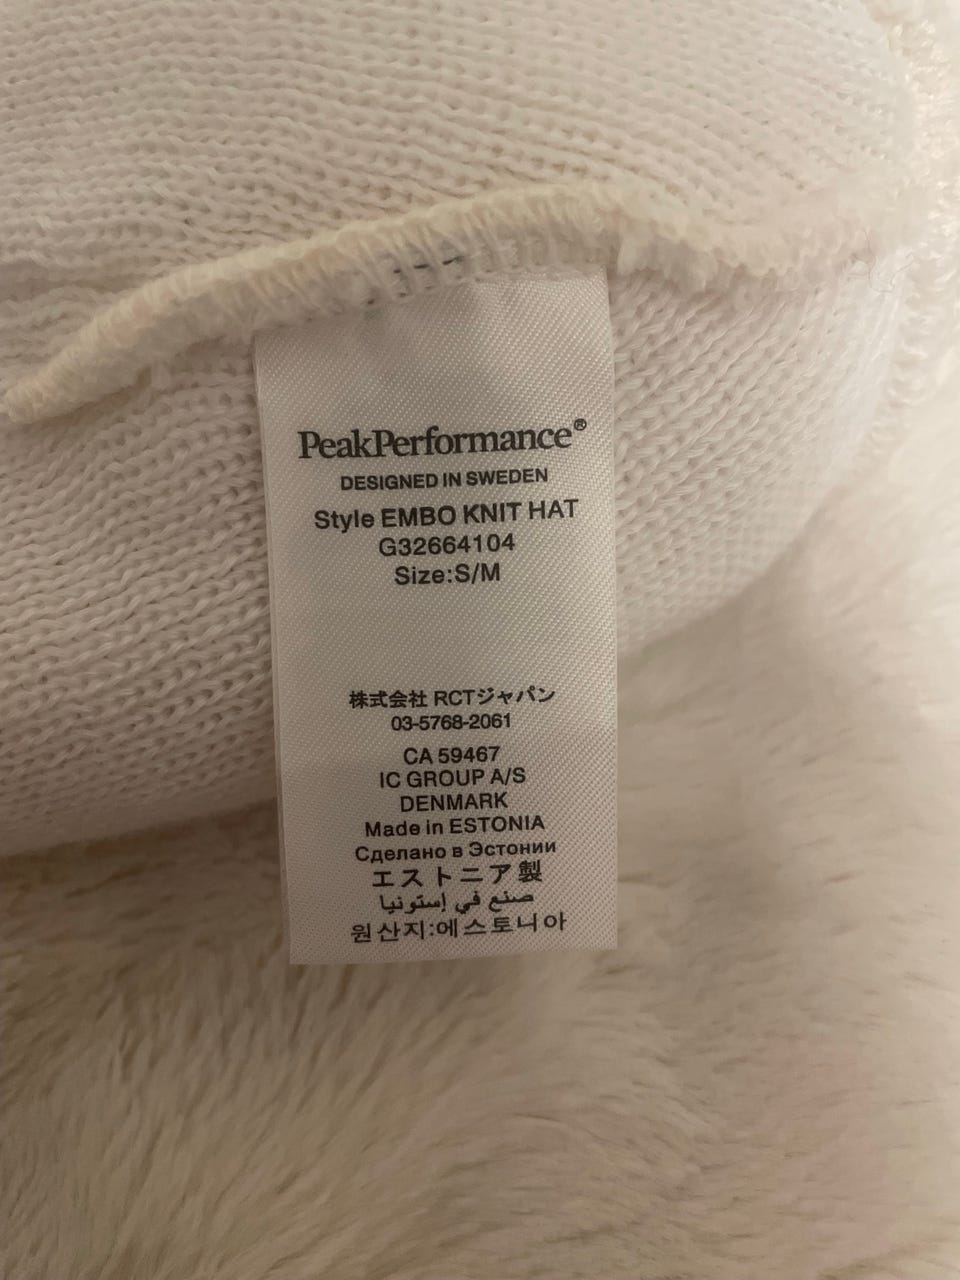 PeakPerformance®
DESIGNED IN SWEDEN
Style EMBO KNIT HAT
G32664104
Size:S/M
株式会社 RCTジャパン
03-5768-2061
CA 59467
IC GROUP A/S
DENMARK
Made in ESTONIA
Сделано в Эстонии
エストニア製
صنع في إستونيا
원산지:에스토니아